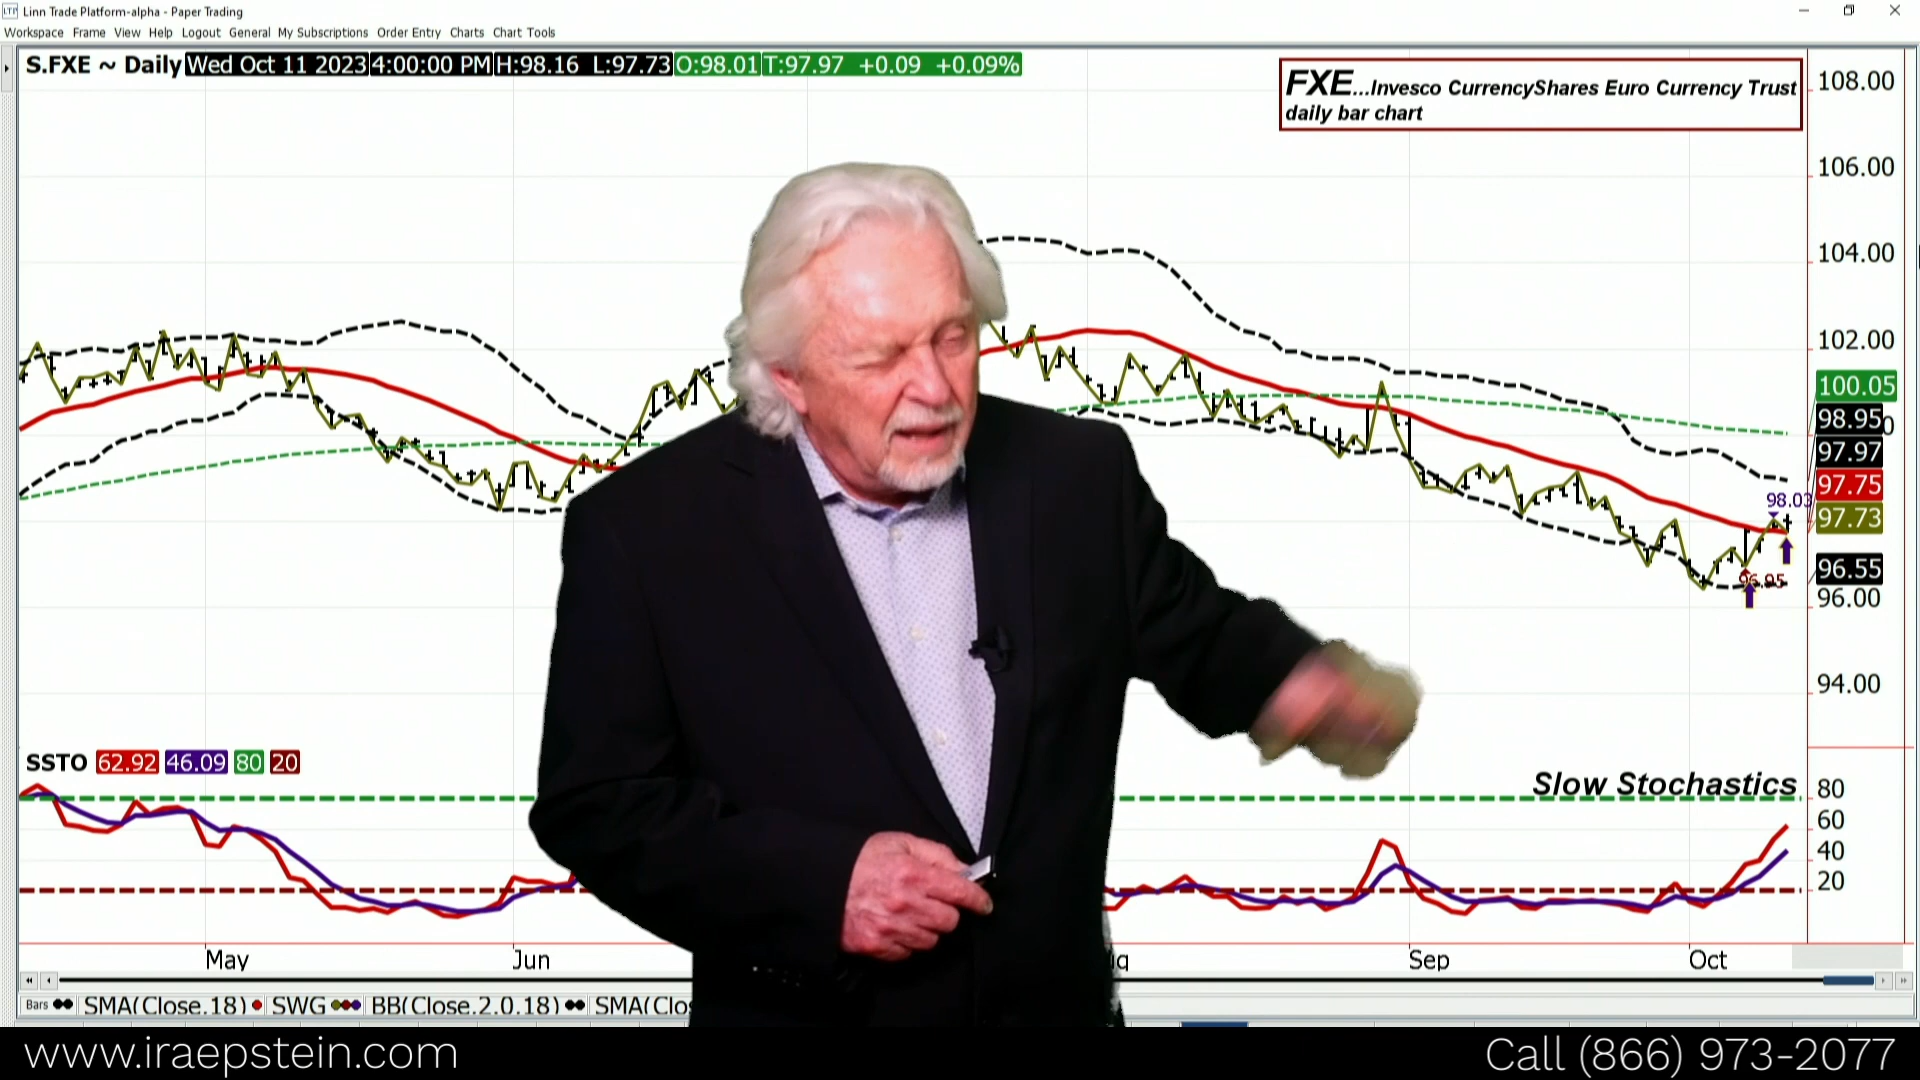 LTP Linn Trade Platform-alpha - Paper Trading
Workspace Frame View Help Logout General My Subscriptions Order Entry Charts Chart Tools
S.FXE ~ Daily Wed Oct 11 2023 4:00:00 PM H:98.16 L:97.73 O:98.01 T:97.97 +0.09 +0.09%
FXE...Invesco CurrencyShares Euro Currency Trust
daily bar chart
108.00
106.00
104.00
102.00
100.05
98.95
97.97
97.75
98.03
97.73
96.55
96.95
96.00
94.00
SSTO 62.92 46.09 80 20
Slow Stochastics
80
60
40
20
May Jun Sep Oct
Bars SMA(Close.18) SWG BB(Close.2.0.18) SMA(Clo
www.iraepstein.com
Call (866) 973-2077